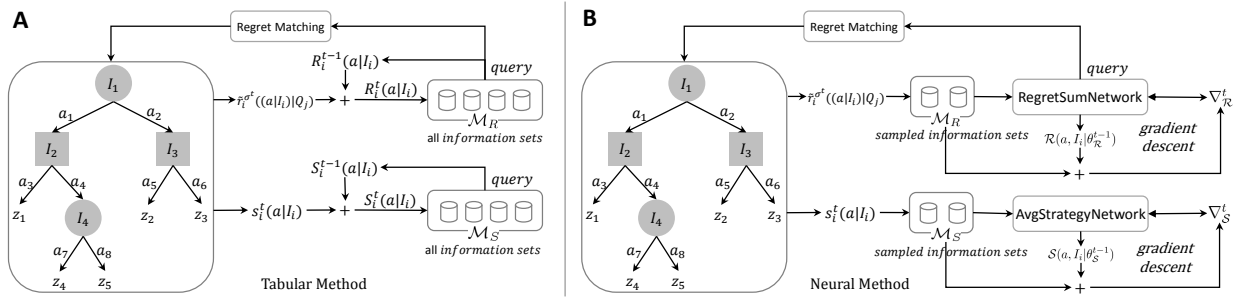 A
Regret Matching
I₁
a₁
a₂
I₂
I₃
a₃
a₄
a₅
a₆
z₁
I₄
z₂
z₃
a₇
a₈
z₄
z₅
R_i^{t-1}(a|I_i)
query
r̃_i^{σ^t}((a|I_i)|Q_j)
+
R_i^t(a|I_i)
M_R
all information sets
S_i^{t-1}(a|I_i)
query
s_i^t(a|I_i)
+
S_i^t(a|I_i)
M_S
all information sets
Tabular Method
B
Regret Matching
I₁
a₁
a₂
I₂
I₃
a₃
a₄
a₅
a₆
z₁
I₄
z₂
z₃
a₇
a₈
z₄
z₅
query
r̃_i^{σ^t}((a|I_i)|Q_j)
M_R
sampled information sets
RegretSumNetwork
∇_R^t
R(a, I_i|θ_R^{t-1})
gradient
descent
+
s_i^t(a|I_i)
M_S
sampled information sets
AvgStrategyNetwork
∇_S^t
S(a, I_i|θ_S^{t-1})
gradient
descent
+
Neural Method